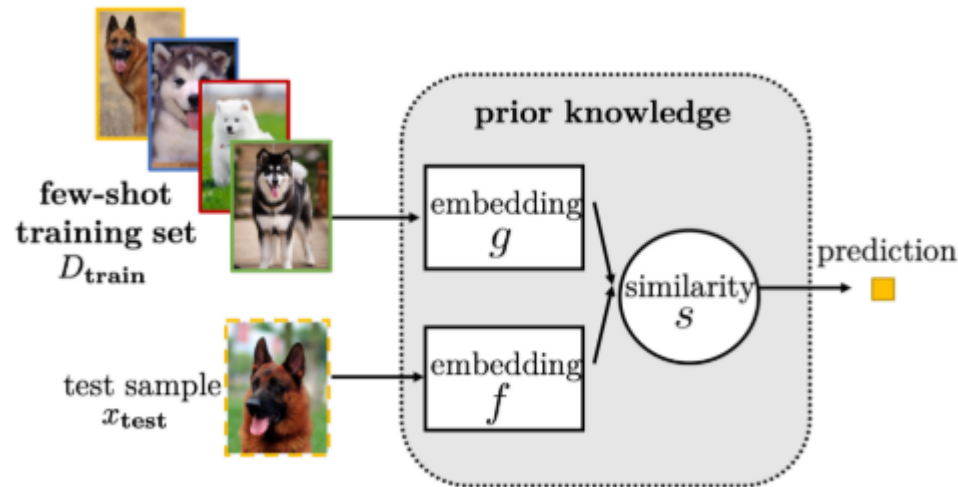 prior knowledge
few-shot
training set
D_train
embedding
g
similarity
s
prediction
test sample
x_test
embedding
f